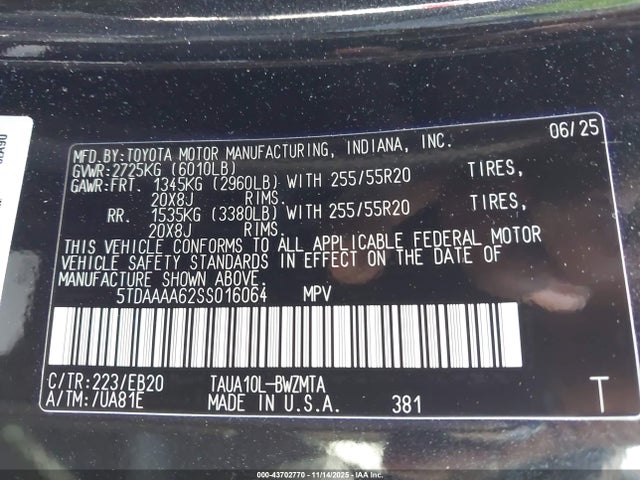 MFD.BY:TOYOTA MOTOR MANUFACTURING, INDIANA, INC. 06/25
GVWR:2725KG (6010LB)
GAWR:FRT. 1345KG (2960LB) WITH 255/55R20 TIRES,
20X8J RIMS.
RR. 1535KG (3380LB) WITH 255/55R20 TIRES,
20X8J RIMS.
THIS VEHICLE CONFORMS TO ALL APPLICABLE FEDERAL MOTOR
VEHICLE SAFETY STANDARDS IN EFFECT ON THE DATE OF
MANUFACTURE SHOWN ABOVE.
5TDAAAA62SS016064 MPV
C/TR:223/EB20 TAUA10L-BWZMTA
A/TM:/UA81E MADE IN U.S.A. 381 T
000-43702770 - 11/14/2025 - IAAI.COM